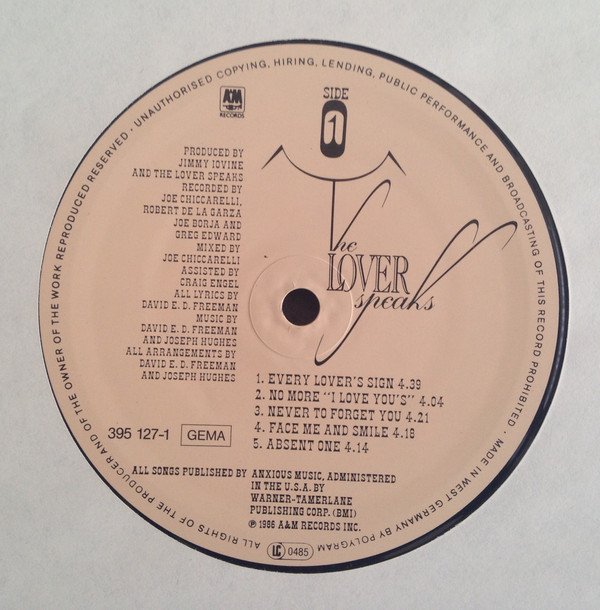 ALL RIGHTS OF THE PRODUCER AND OF THE OWNER OF THE WORK REPRODUCED RESERVED · UNAUTHORISED COPYING, HIRING, LENDING, PUBLIC PERFORMANCE AND BROADCASTING OF THIS RECORD PROHIBITED · MADE IN WEST GERMANY BY POLYGRAM
A&M
RECORDS
SIDE
1
The
LOVER
speaks
PRODUCED BY
JIMMY IOVINE
AND THE LOVER SPEAKS
RECORDED BY
JOE CHICCARELLI,
ROBERT DE LA GARZA
JOE BORJA AND
GREG EDWARD
MIXED BY
JOE CHICCARELLI
ASSISTED BY
CRAIG ENGEL
ALL LYRICS BY
DAVID E. D. FREEMAN
MUSIC BY
DAVID E. D. FREEMAN
AND JOSEPH HUGHES
ALL ARRANGEMENTS BY
DAVID E. D. FREEMAN
AND JOSEPH HUGHES
1. EVERY LOVER'S SIGN 4.39
2. NO MORE "I LOVE YOU'S" 4.04
3. NEVER TO FORGET YOU 4.21
4. FACE ME AND SMILE 4.18
5. ABSENT ONE 4.14
395 127-1 GEMA
ALL SONGS PUBLISHED BY ANXIOUS MUSIC, ADMINISTERED
IN THE U.S.A. BY
WARNER-TAMERLANE
PUBLISHING CORP. (BMI)
℗ 1986 A&M RECORDS INC.
LC 0485